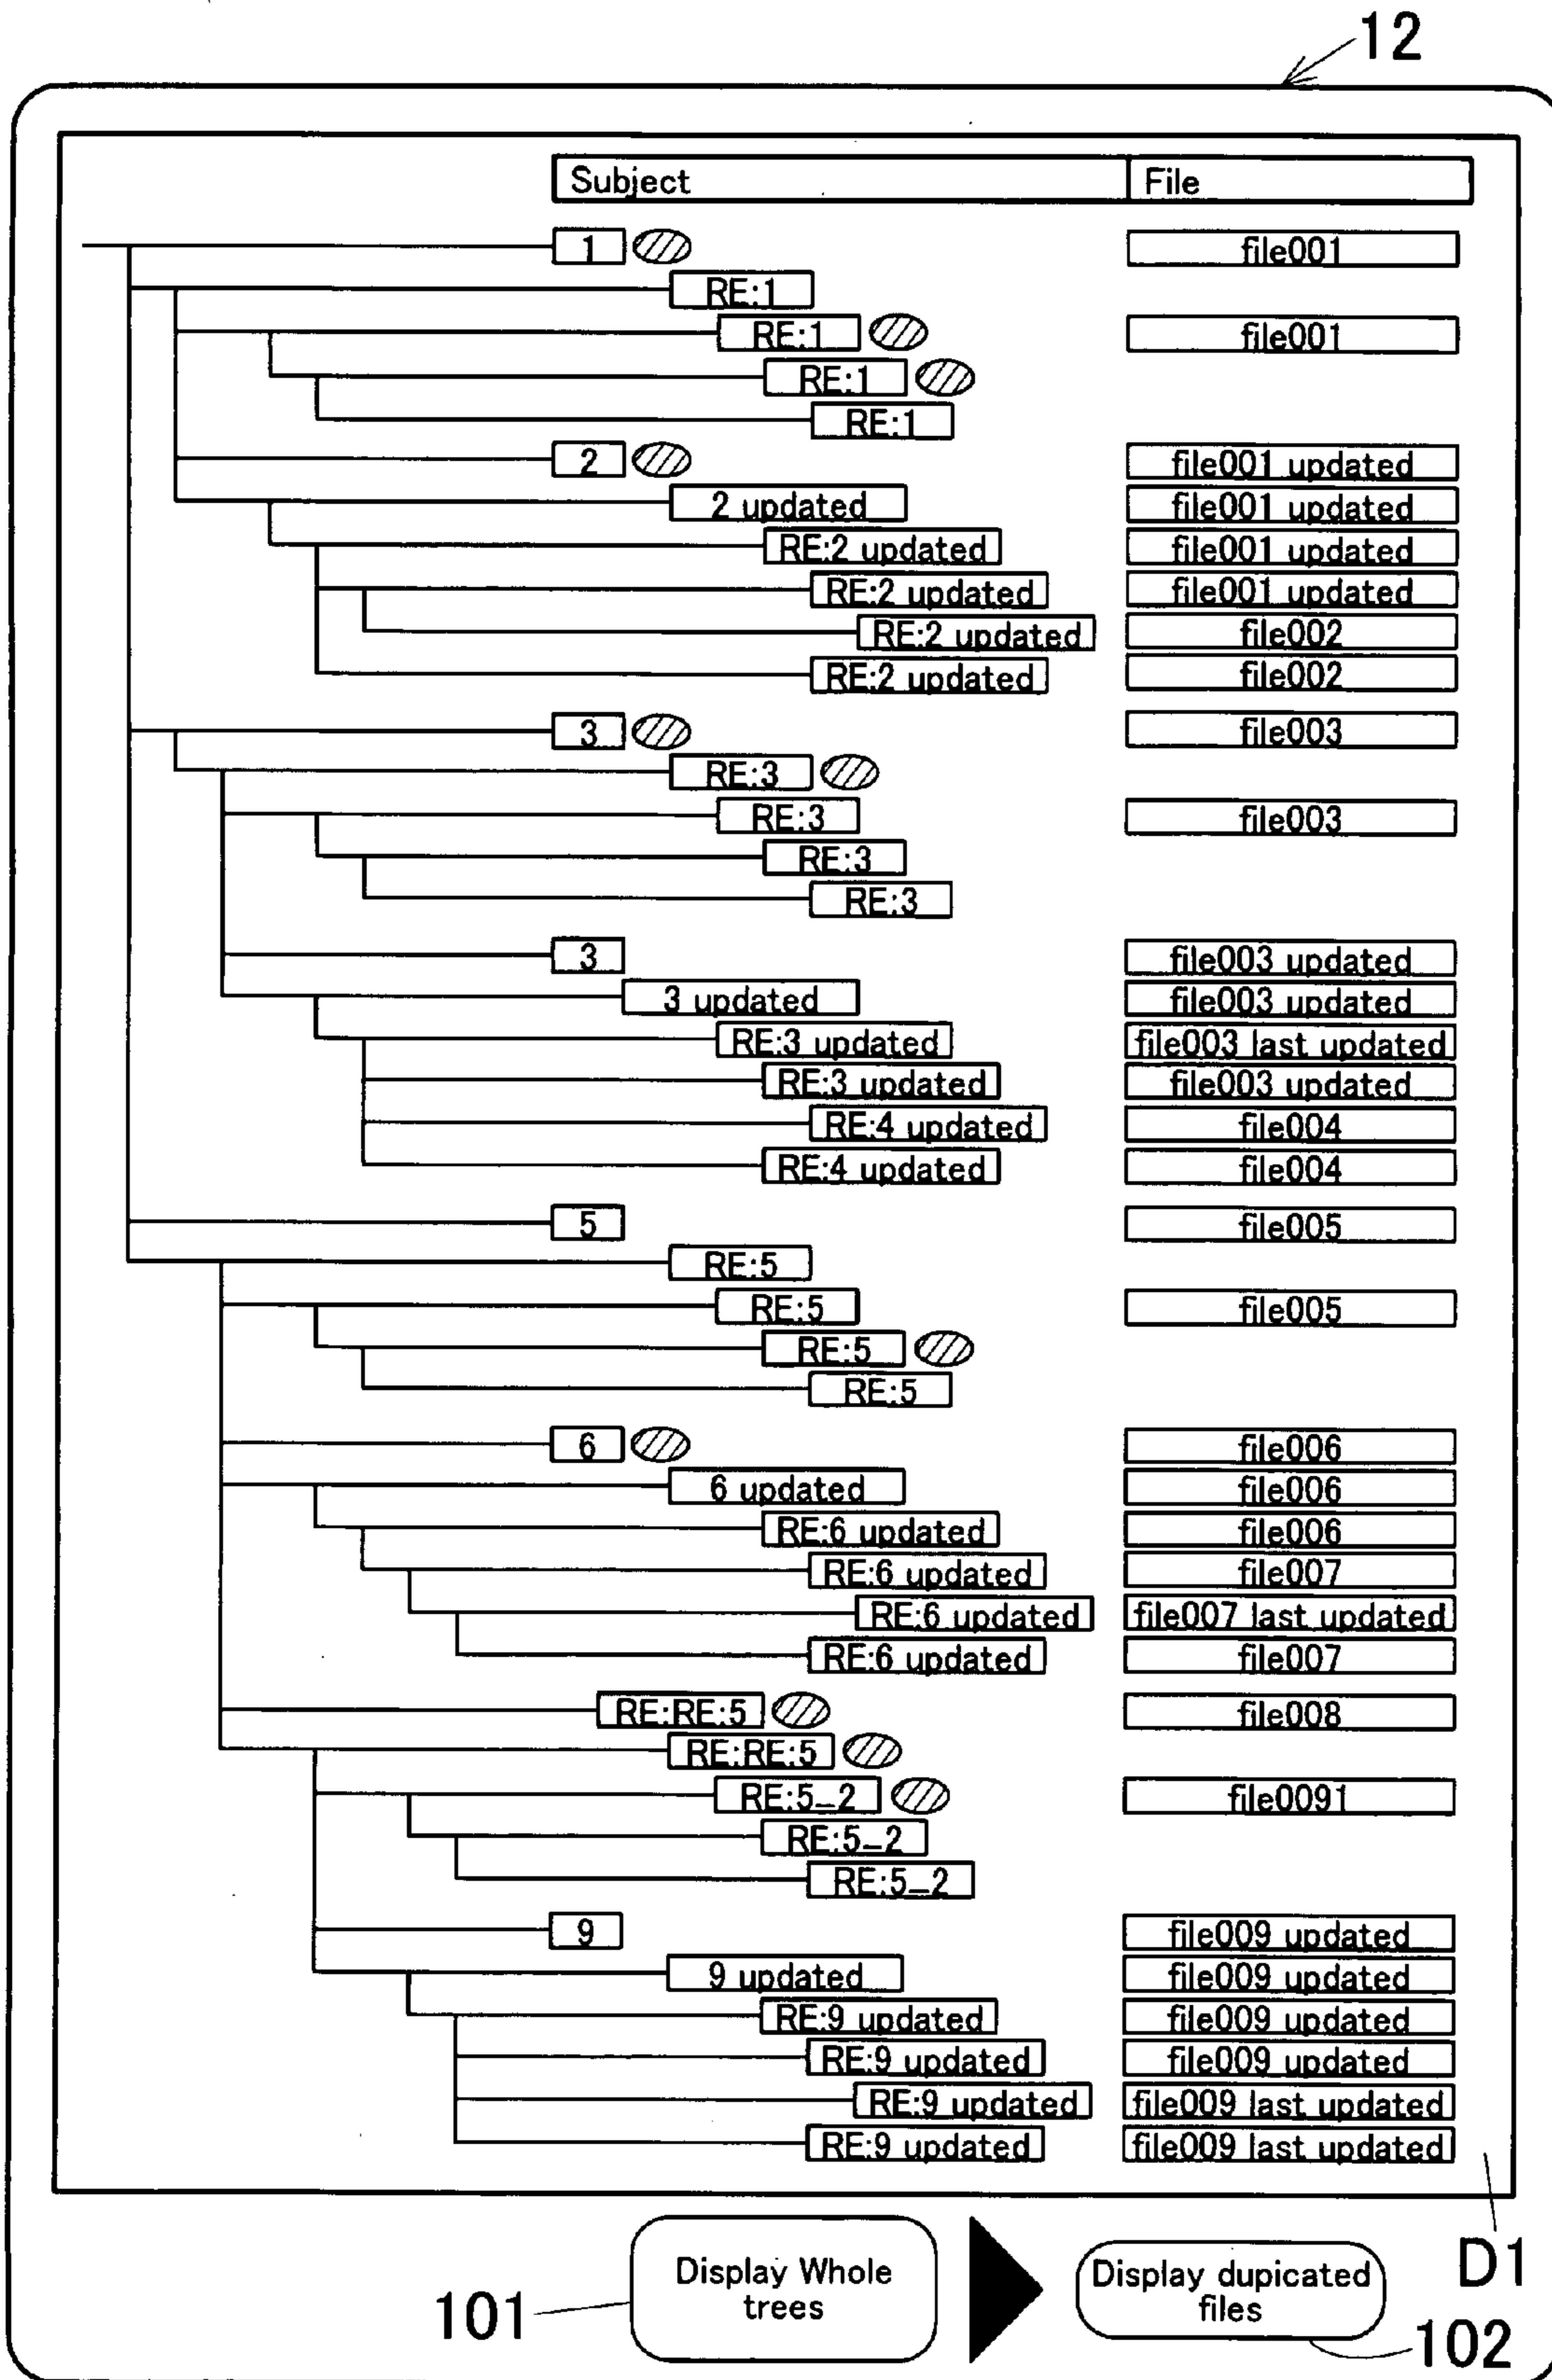 12
Subject File
1 file001
RE:1
RE:1 file001
RE:1
RE:1
2 file001 updated
2 updated file001 updated
RE:2 updated file001 updated
RE:2 updated file001 updated
RE:2 updated file002
RE:2 updated file002
3 file003
RE:3
RE:3 file003
RE:3
RE:3
3 file003 updated
3 updated file003 updated
RE:3 updated file003 last updated
RE:3 updated file003 updated
RE:4 updated file004
RE:4 updated file004
5 file005
RE:5
RE:5 file005
RE:5
RE:5
6 file006
6 updated file006
RE:6 updated file006
RE:6 updated file007
RE:6 updated file007 last updated
RE:6 updated file007
RE:RE:5 file008
RE:RE:5
RE:5_2 file0091
RE:5_2
RE:5_2
9 file009 updated
9 updated file009 updated
RE:9 updated file009 updated
RE:9 updated file009 updated
RE:9 updated file009 last updated
RE:9 updated file009 last updated
D1
Display Whole
trees
Display dupicated
files
101
102